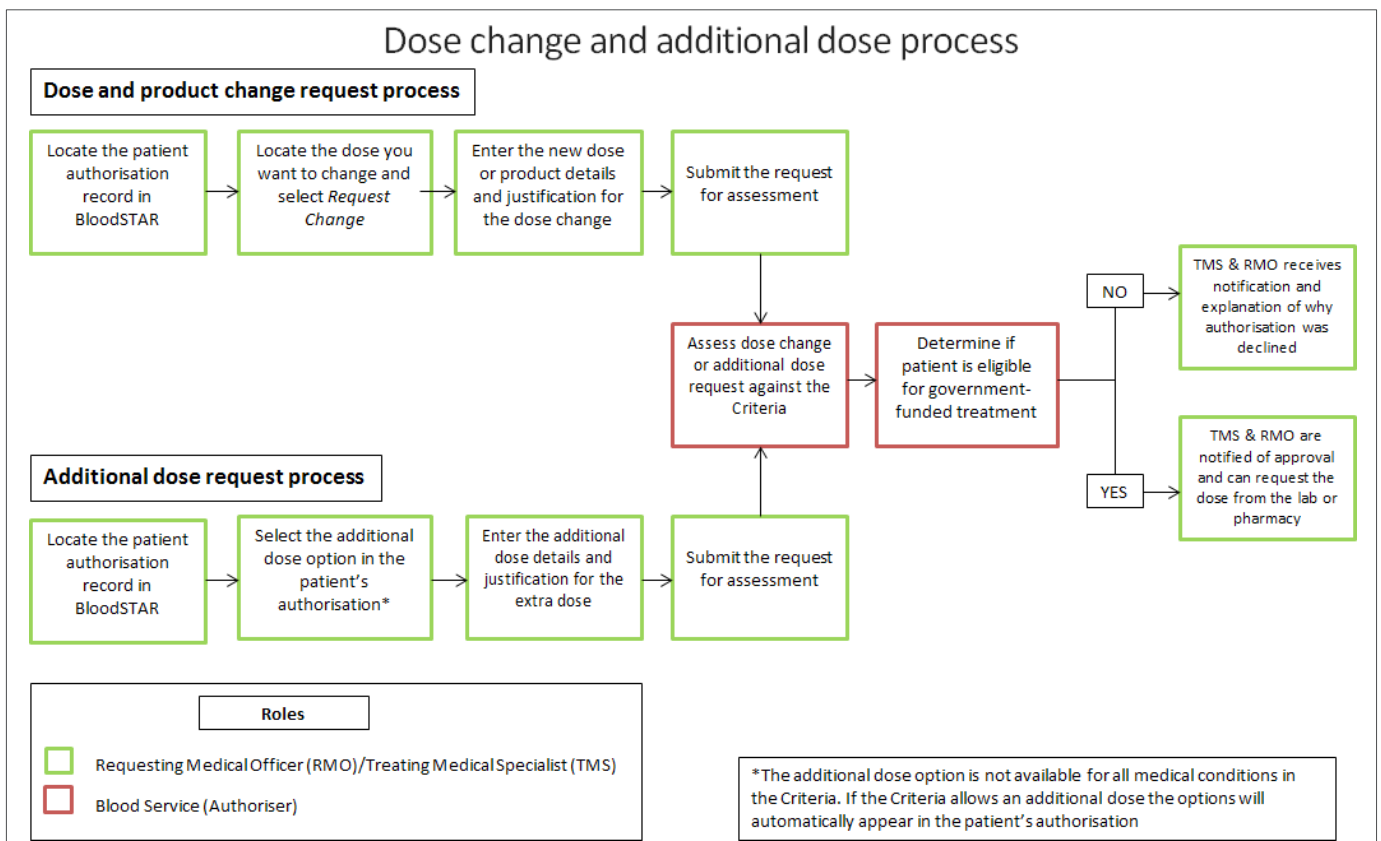 Dose change and additional dose process
Dose and product change request process
Locate the patient
authorisation
record in
BloodSTAR
Locate the dose you
want to change and
select Request
Change
Enter the new dose
or product details
and justification for
the dose change
Submit the request
for assessment
Assess dose change
or additional dose
request against the
Criteria
Determine if
patient is eligible
for government-
funded treatment
NO
TMS & RMO receives
notification and
explanation of why
authorisation was
declined
YES
TMS & RMO are
notified of approval
and can request the
dose from the lab or
pharmacy
Additional dose request process
Locate the patient
authorisation
record in
BloodSTAR
Select the additional
dose option in the
patient's
authorisation*
Enter the additional
dose details and
justification for the
extra dose
Submit the request
for assessment
Roles
Requesting Medical Officer (RMO)/Treating Medical Specialist (TMS)
Blood Service (Authoriser)
*The additional dose option is not available for all medical conditions in
the Criteria. If the Criteria allows an additional dose the options will
automatically appear in the patient's authorisation